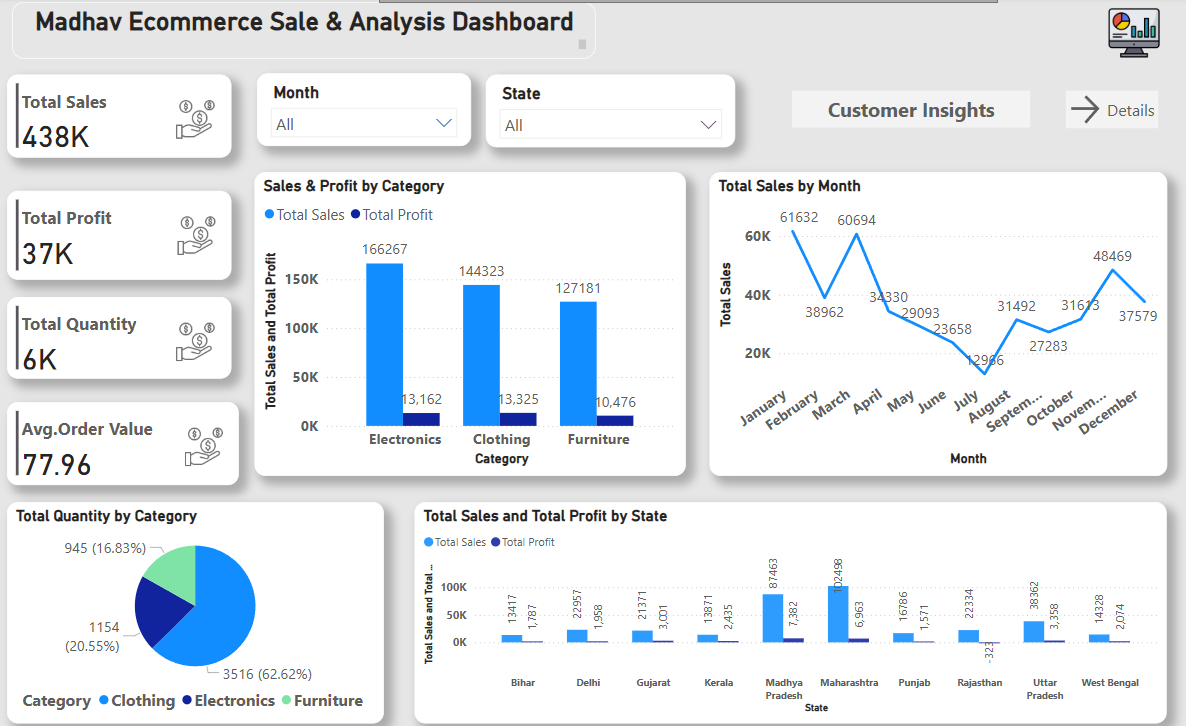 Madhav Ecommerce Sale & Analysis Dashboard
Total Sales
438K
Month
All
State
All
Customer Insights
Details
Total Profit
37K
Total Quantity
6K
Avg.Order Value
77.96
Sales & Profit by Category
Total Sales Total Profit
Total Sales and Total Profit
150K
100K
50K
0K
166267
144323
127181
13,162
13,325
10,476
Electronics Clothing Furniture
Category
Total Sales by Month
Total Sales
60K
40K
20K
61632
38962
60694
34330
29093
23658
12966
31492
27283
31613
48469
37579
January February March April May June July August Septem... October Novem... December
Month
Total Quantity by Category
945 (16.83%)
1154
(20.55%)
3516 (62.62%)
Category Clothing Electronics Furniture
Total Sales and Total Profit by State
Total Sales Total Profit
Total Sales and Total ...
100K
50K
0K
13417 1,787
22957 1,958
21371 3,001
13871 2,435
87463 7,382
102498 6,963
16786 1,571
22334 -323
38362 3,358
14328 2,074
Bihar Delhi Gujarat Kerala Madhya Pradesh Maharashtra Punjab Rajasthan Uttar Pradesh West Bengal
State